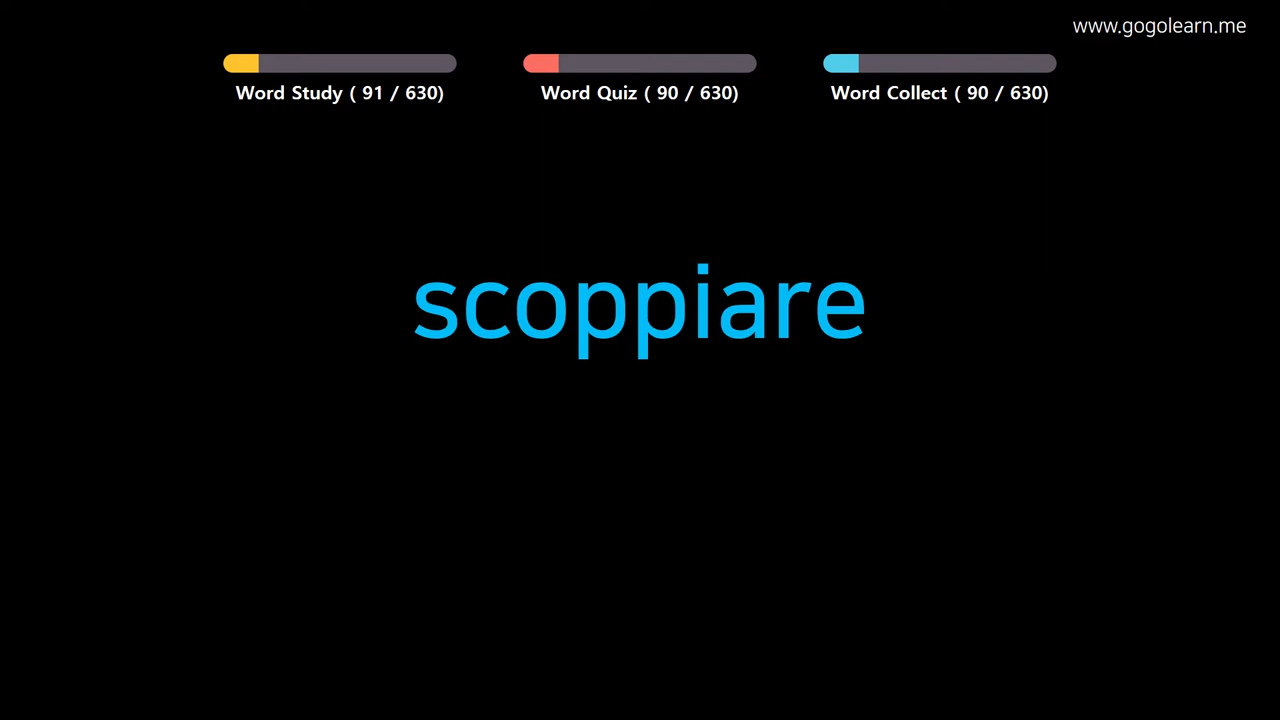 www.gogolearn.me
Word Study ( 91 / 630)
Word Quiz ( 90 / 630)
Word Collect ( 90 / 630)
scoppiare